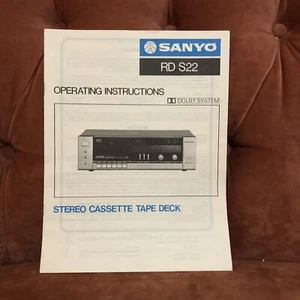 SANYO
RD S22
OPERATING INSTRUCTIONS
DOLBY SYSTEM
STEREO CASSETTE TAPE DECK